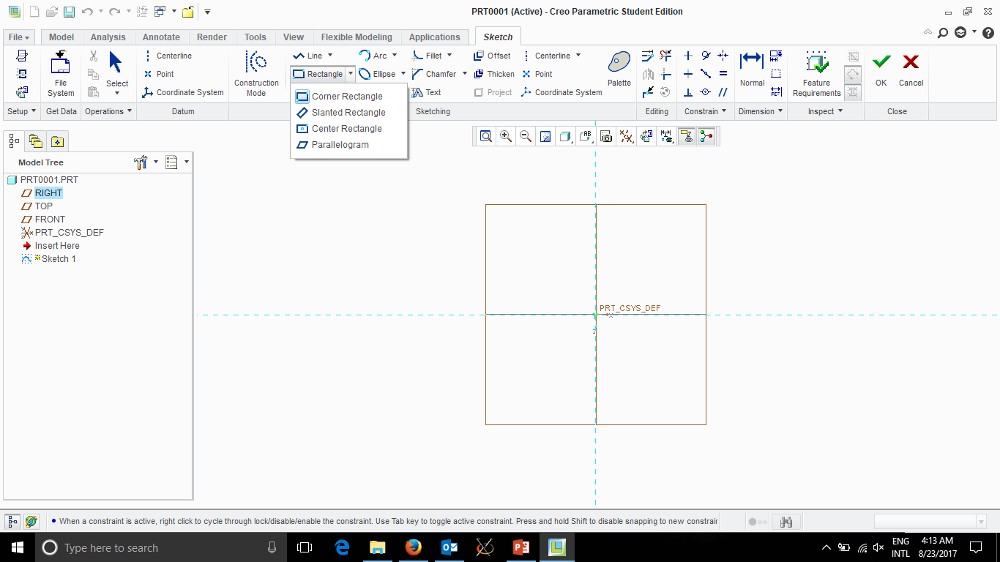 PRT0001 (Active) - Creo Parametric Student Edition
File
Model
Analysis
Annotate
Render
Tools
View
Flexible Modeling
Applications
Sketch
File
System
Select
Centerline
Point
Coordinate System
Construction
Mode
Line
Arc
Fillet
Offset
Centerline
Rectangle
Ellipse
Chamfer
Thicken
Point
Text
Project
Coordinate System
Palette
Normal
Feature
Requirements
OK
Cancel
Setup
Get Data
Operations
Datum
Sketching
Editing
Constrain
Dimension
Inspect
Close
Corner Rectangle
Slanted Rectangle
Center Rectangle
Parallelogram
Model Tree
PRT0001.PRT
RIGHT
TOP
FRONT
PRT_CSYS_DEF
Insert Here
Sketch 1
PRT_CSYS_DEF
When a constraint is active, right click to cycle through lock/disable/enable the constraint. Use Tab key to toggle active constraint. Press and hold Shift to disable snapping to new constrain
Type here to search
ENG
INTL
4:13 AM
8/23/2017